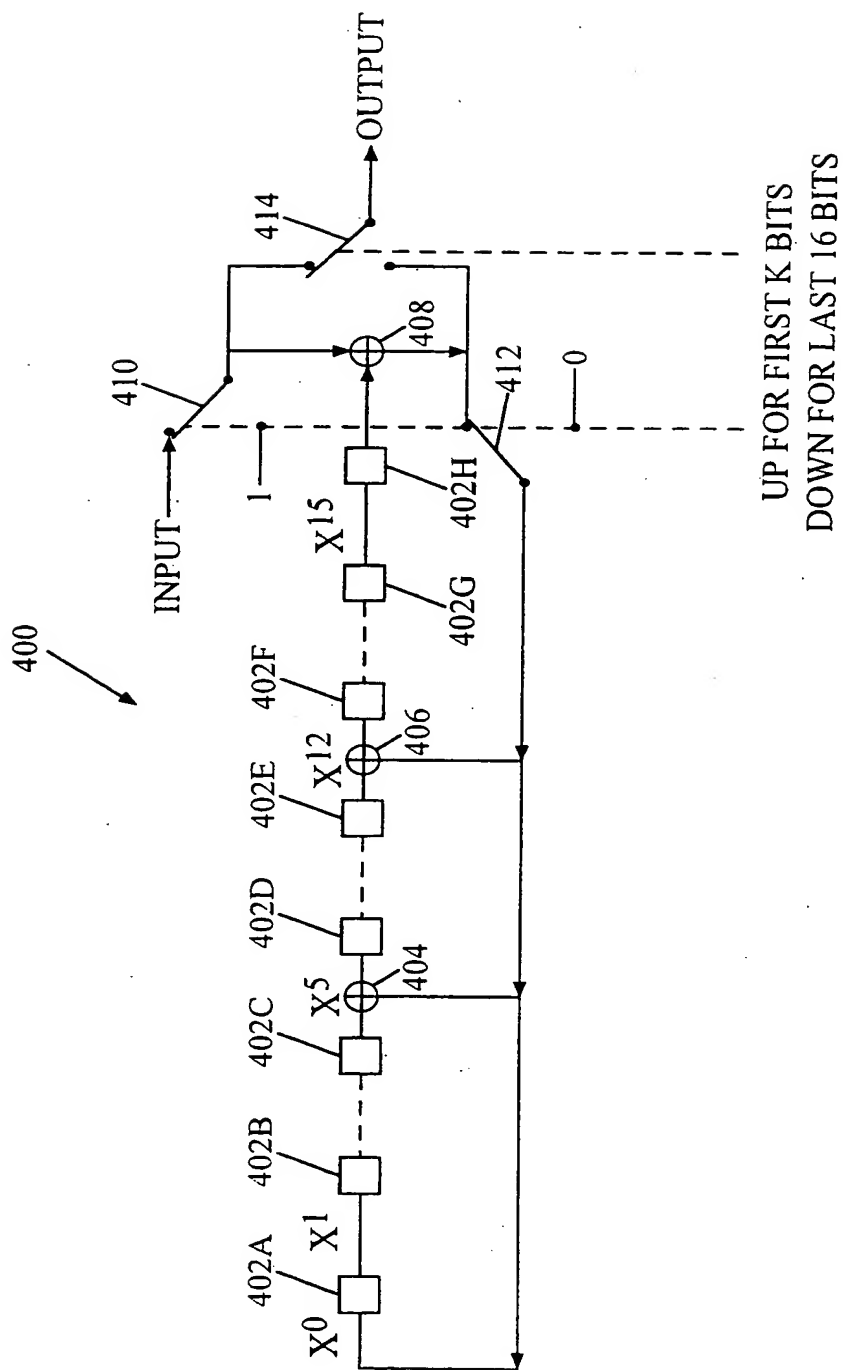 400
INPUT
410
1
414
OUTPUT
408
412
0
402A
402B
402C
402D
402E
402F
402G
402H
X0
X1
X5
X12
X15
404
406
UP FOR FIRST K BITS
DOWN FOR LAST 16 BITS